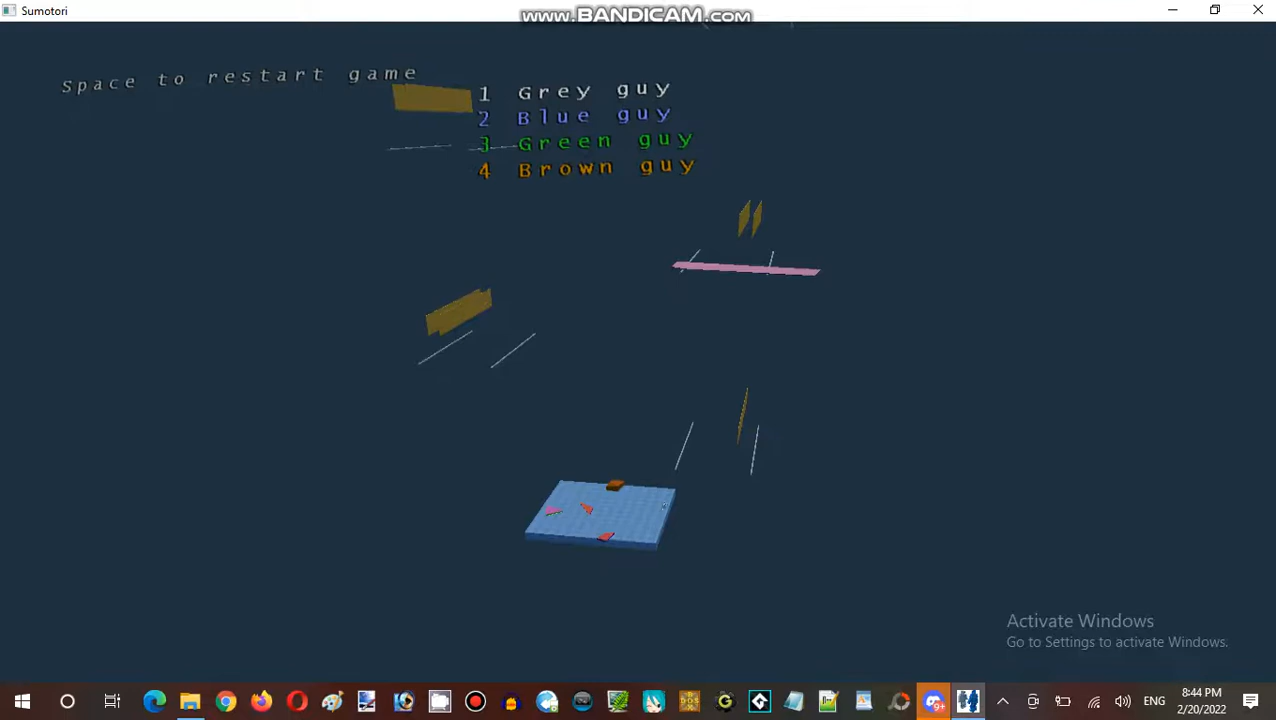 Sumotori
www.BANDICAM.com
Space to restart game
1 Grey guy
2 Blue guy
3 Green guy
4 Brown guy
Activate Windows
Go to Settings to activate Windows.
9+
ENG
8:44 PM
2/20/2022